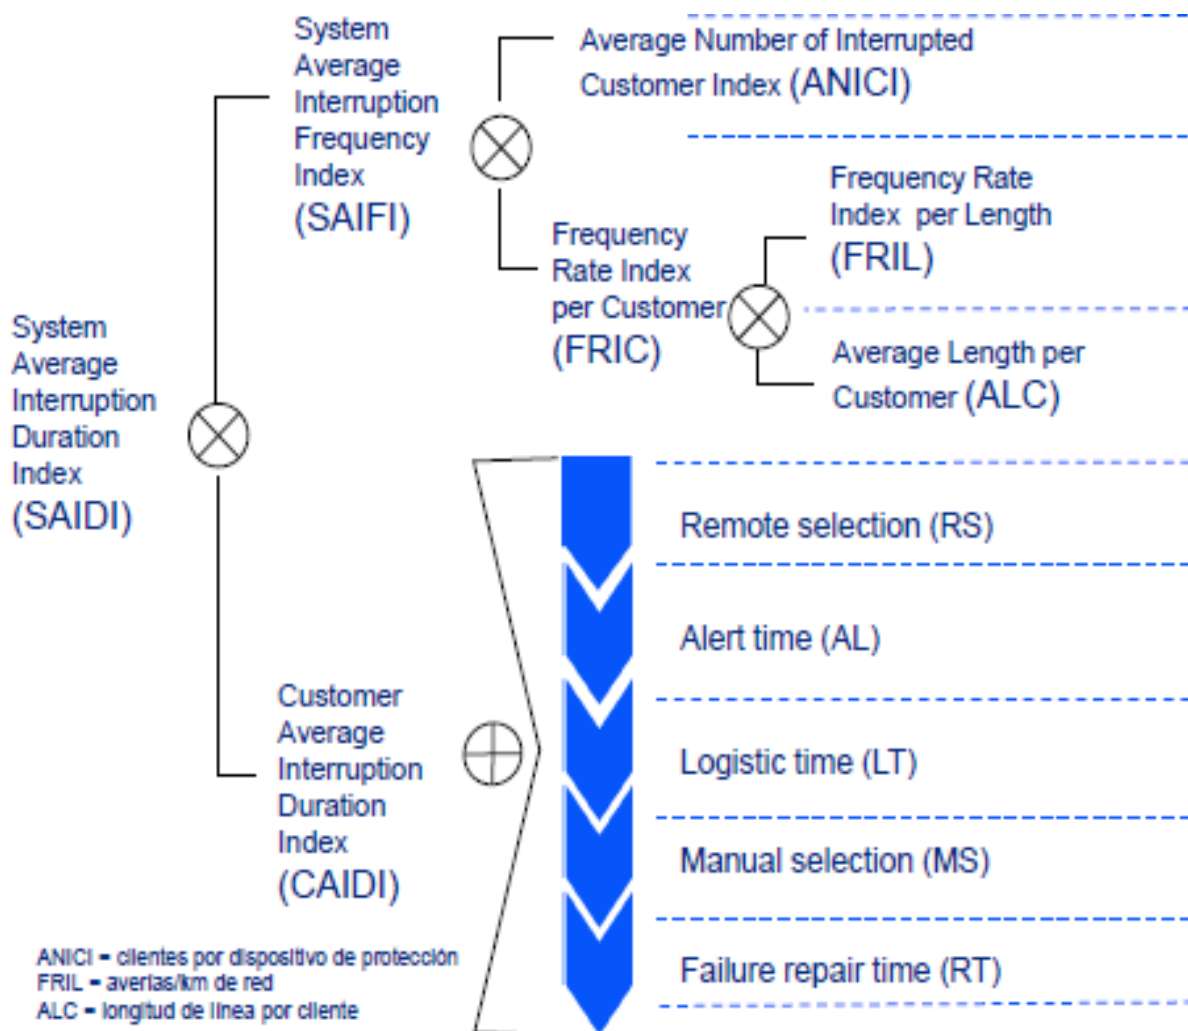 System
Average
Interruption
Frequency
Index
(SAIFI)
Average Number of Interrupted
Customer Index (ANICI)
Frequency
Rate Index
per Customer
(FRIC)
Frequency Rate
Index per Length
(FRIL)
Average Length per
Customer (ALC)
System
Average
Interruption
Duration
Index
(SAIDI)
Customer
Average
Interruption
Duration
Index
(CAIDI)
Remote selection (RS)
Alert time (AL)
Logistic time (LT)
Manual selection (MS)
Failure repair time (RT)
ANICI = clientes por dispositivo de protección
FRIL = averías/km de red
ALC = longitud de línea por cliente